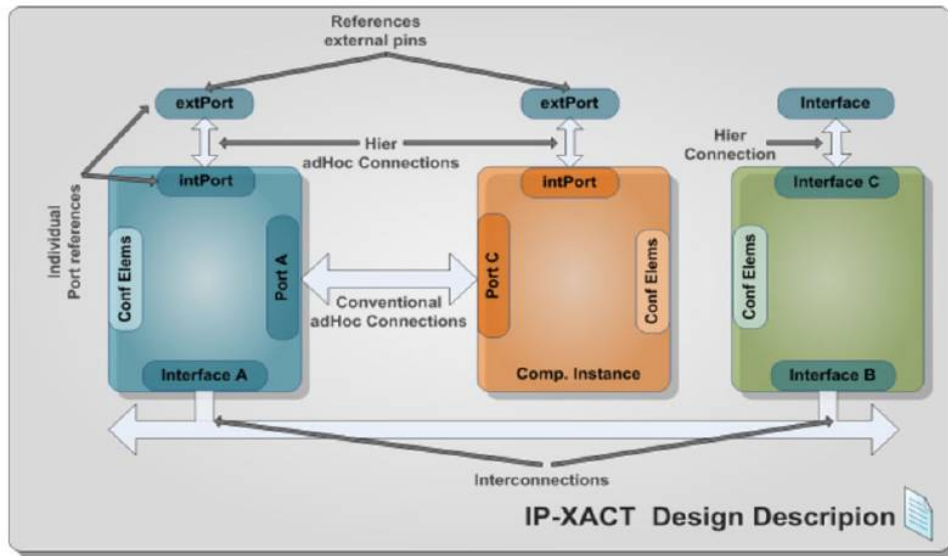 References
external pins
extPort
extPort
Interface
Hier
adHoc Connections
Hier
Connection
intPort
intPort
Interface C
Individual
Port references
Conf Elems
Port A
Port C
Conf Elems
Conf Elems
Conventional
adHoc Connections
Interface A
Comp. Instance
Interface B
Interconnections
IP-XACT Design Descripion